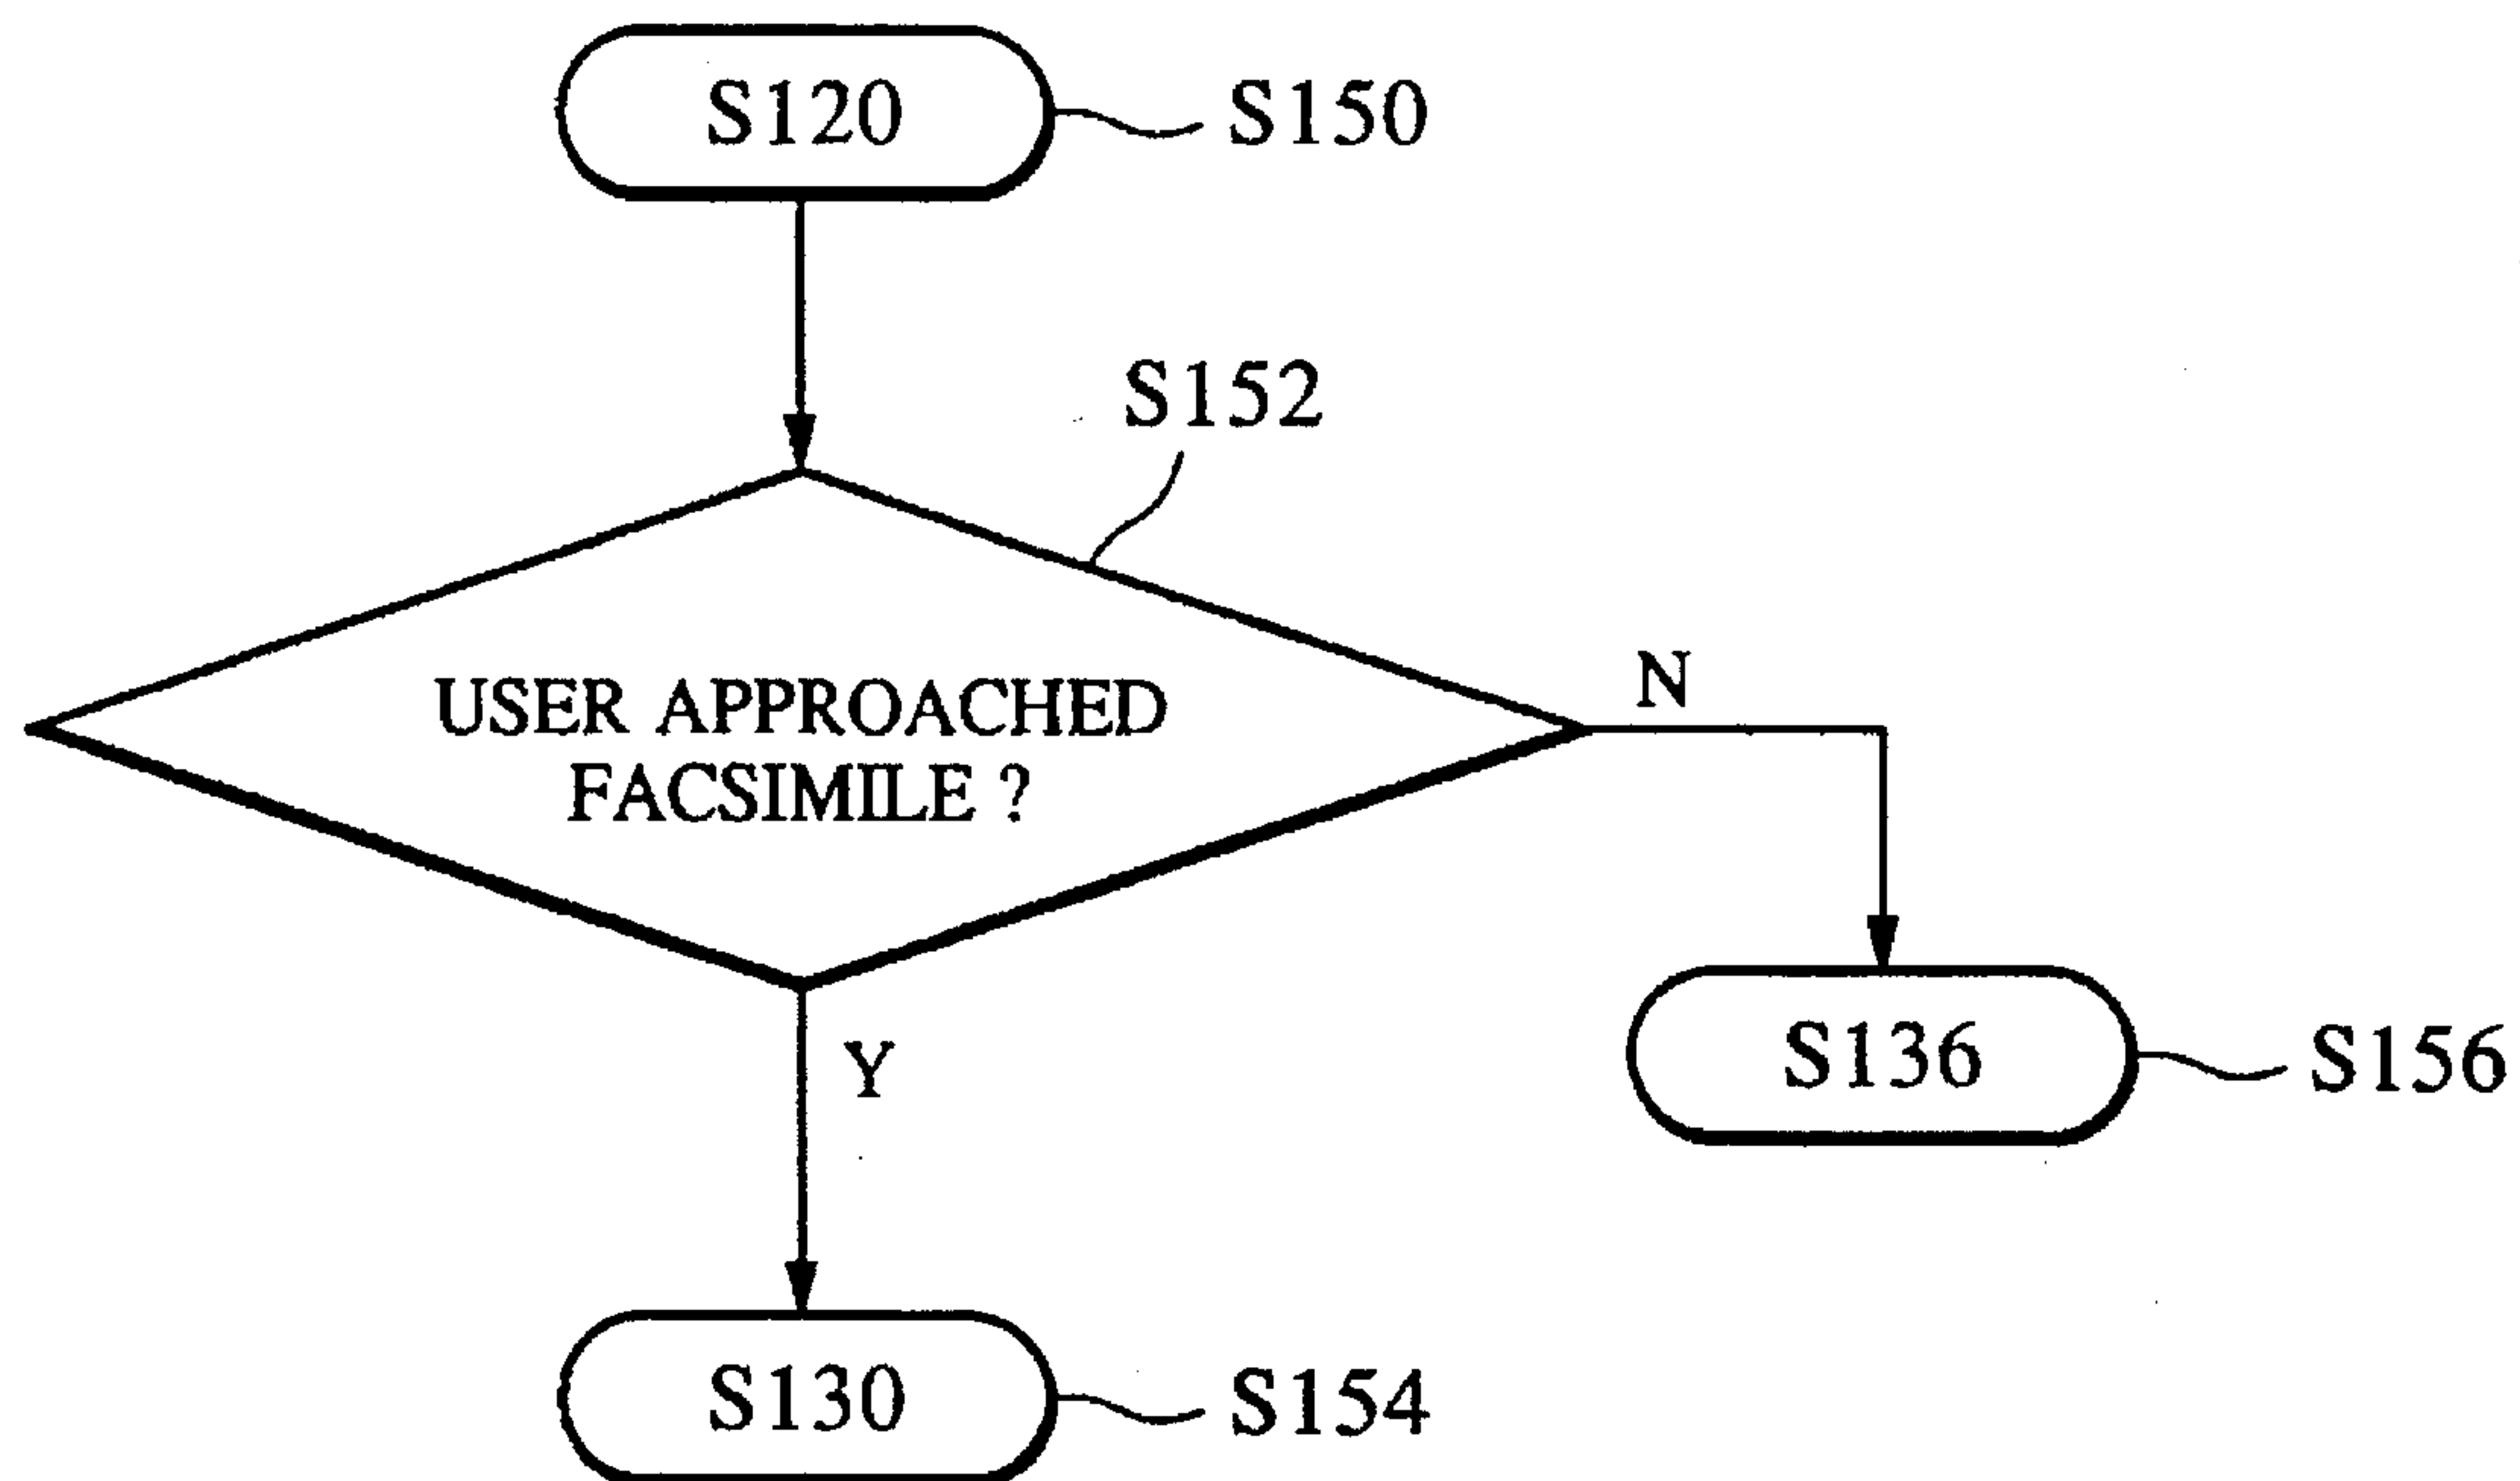 S120
S150
S152
USER APPROACHED
FACSIMILE ?
N
Y
S136
S156
S130
S154